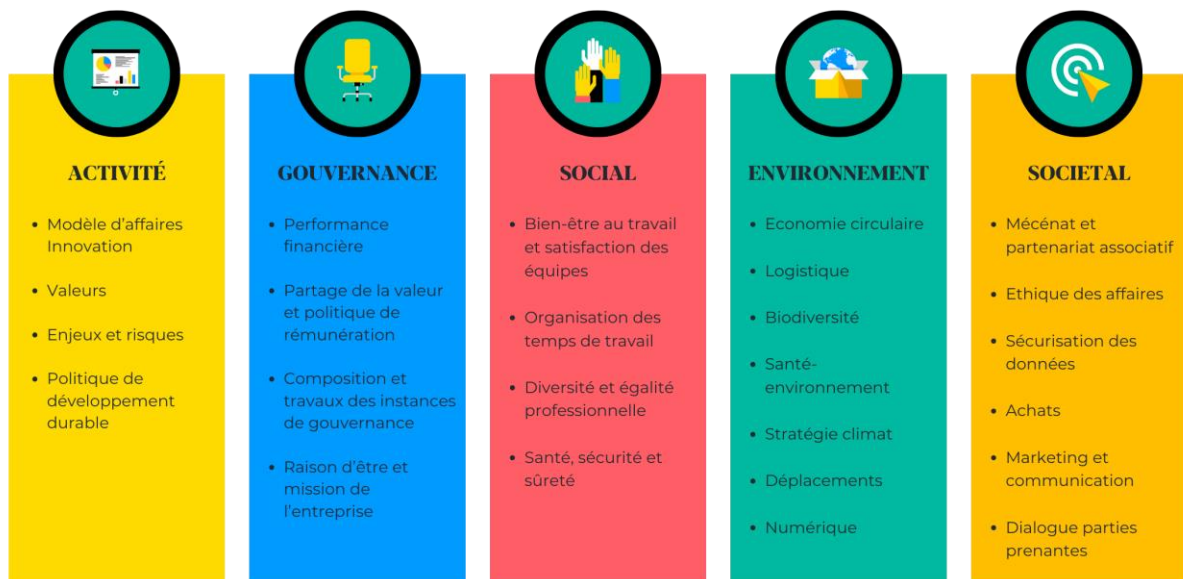 ACTIVITÉ
• Modèle d'affaires
Innovation
• Valeurs
• Enjeux et risques
• Politique de
développement
durable
GOUVERNANCE
• Performance
financière
• Partage de la valeur
et politique de
rémunération
• Composition et
travaux des instances
de gouvernance
• Raison d'être et
mission de
l'entreprise
SOCIAL
• Bien-être au travail
et satisfaction des
équipes
• Organisation des
temps de travail
• Diversité et égalité
professionnelle
• Santé, sécurité et
sûreté
ENVIRONNEMENT
• Economie circulaire
• Logistique
• Biodiversité
• Santé-
environnement
• Stratégie climat
• Déplacements
• Numérique
SOCIETAL
• Mécénat et
partenariat associatif
• Ethique des affaires
• Sécurisation des
données
• Achats
• Marketing et
communication
• Dialogue parties
prenantes